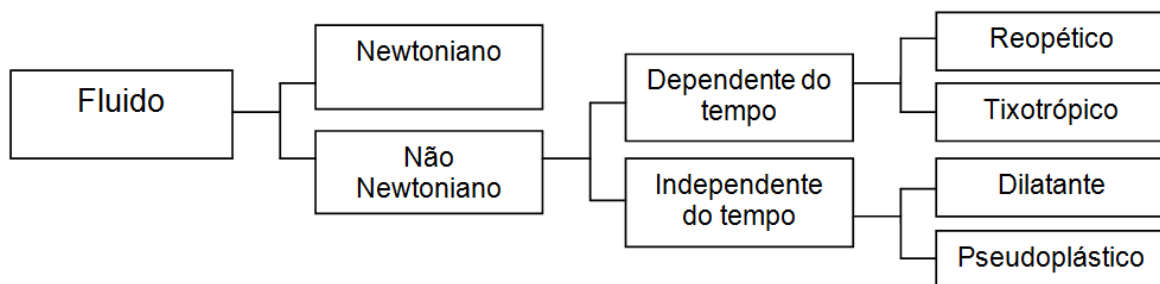 Fluido
Newtoniano
Não
Newtoniano
Dependente do
tempo
Independente
do tempo
Reopético
Tixotrópico
Dilatante
Pseudoplástico